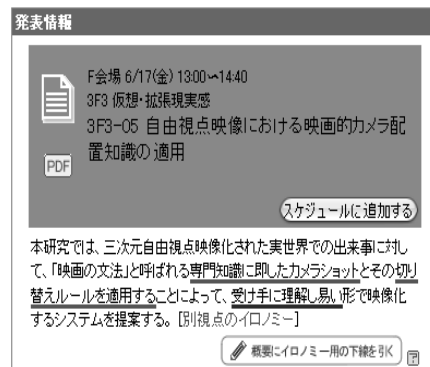 発表情報
F会場 6/17(金) 13:00～14:40
3F3 仮想・拡張現実感
3F3-05 自由視点映像における映画的カメラ配
置知識の適用
PDF
スケジュールに追加する
本研究では、三次元自由視点映像化された実世界での出来事に対し
て、「映画の文法」と呼ばれる専門知識に即したカメラショットとその切り
替えルールを適用することによって、受け手に理解し易い形で映像化
するシステムを提案する。[別視点のイロノミー]
概要にイロノミー用の下線を引く
?